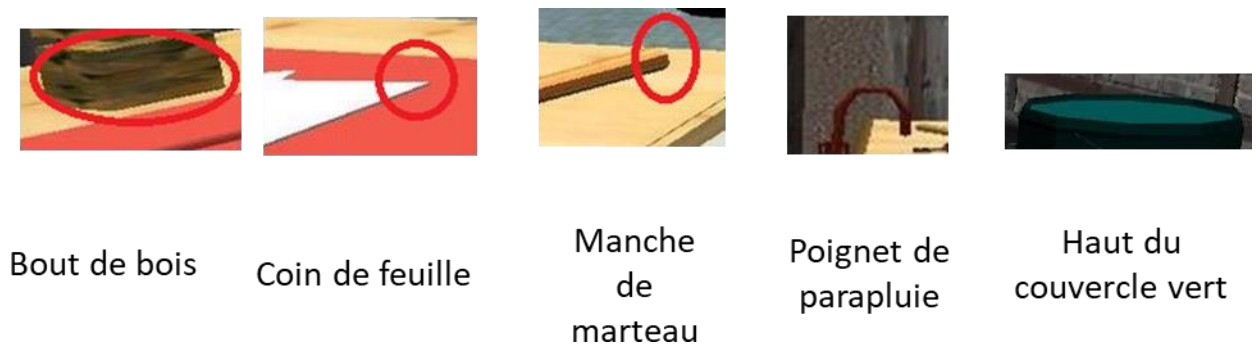 Bout de bois
Coin de feuille
Manche
de
marteau
Poignet de
parapluie
Haut du
couvercle vert